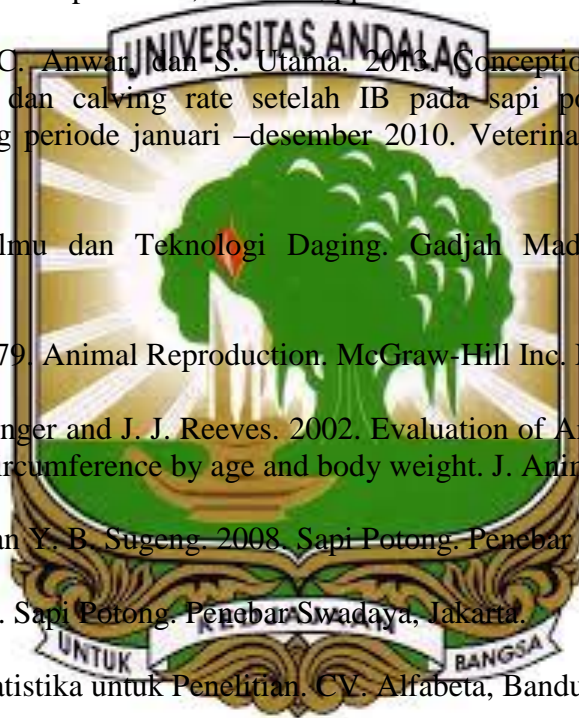 C. Anwar, dan S. Utama. 2013. Conceptio
UNIVERSITAS ANDALAS
dan calving rate setelah IB pada sapi po
g periode januari –desember 2010. Veterina
lmu dan Teknologi Daging. Gadjah Mad
79. Animal Reproduction. McGraw-Hill Inc.
nger and J. J. Reeves. 2002. Evaluation of A
rcumference by age and body weight. J. Anim
an Y. B. Sugeng. 2008. Sapi Potong. Penebar
. Sapi Potong. Penebar Swadaya, Jakarta.
UNTUK KEDJAJAAN BANGSA
atistika untuk Penelitian. CV. Alfabeta, Bandu